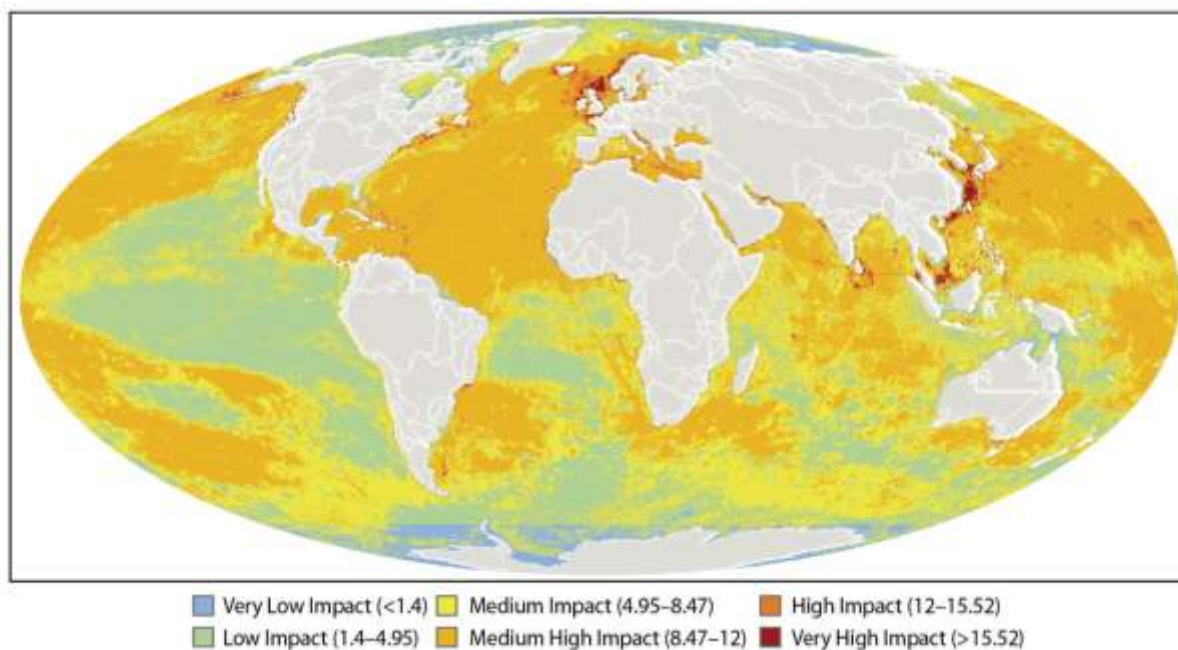 Very Low Impact (<1.4) Medium Impact (4.95–8.47) High Impact (12–15.52)
Low Impact (1.4–4.95) Medium High Impact (8.47–12) Very High Impact (>15.52)